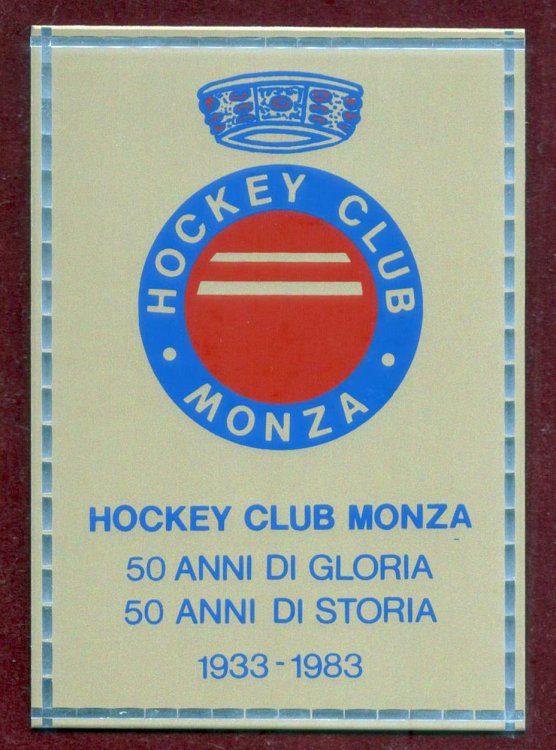 HOCKEY CLUB
MONZA
HOCKEY CLUB MONZA
50 ANNI DI GLORIA
50 ANNI DI STORIA
1933-1983